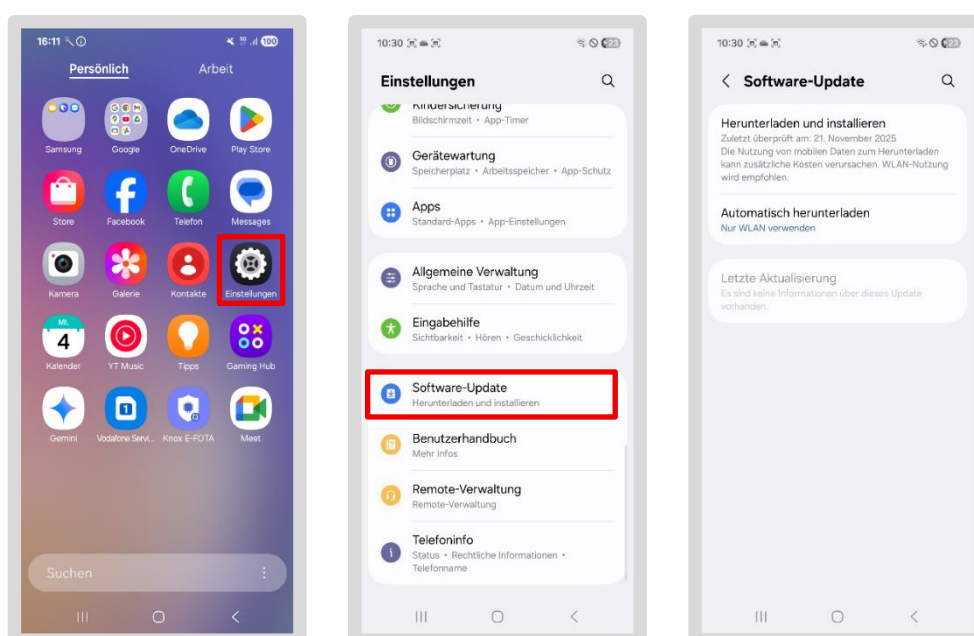 16:11
100
Persönlich Arbeit
Samsung Google OneDrive Play Store
Store Facebook Telefon Messages
Kamera Galerie Kontakte Einstellungen
Mi.
4
Kalender YT Music Tipps Gaming Hub
1
Gemini Vodafone Servi... Knox E-FOTA Meet
Suchen
10:30
Einstellungen
Kindersicherung
Bildschirmzeit • App-Timer
Gerätewartung
Speicherplatz • Arbeitsspeicher • App-Schutz
Apps
Standard-Apps • App-Einstellungen
Allgemeine Verwaltung
Sprache und Tastatur • Datum und Uhrzeit
Eingabehilfe
Sichtbarkeit • Hören • Geschicklichkeit
Software-Update
Herunterladen und installieren
Benutzerhandbuch
Mehr Infos
Remote-Verwaltung
Remote-Verwaltung
Telefoninfo
Status • Rechtliche Informationen •
Telefonname
10:30
Software-Update
Herunterladen und installieren
Zuletzt überprüft am: 21. November 2025
Die Nutzung von mobilen Daten zum Herunterladen
kann zusätzliche Kosten verursachen. WLAN-Nutzung
wird empfohlen.
Automatisch herunterladen
Nur WLAN verwenden
Letzte Aktualisierung
Es sind keine Informationen über dieses Update
vorhanden.